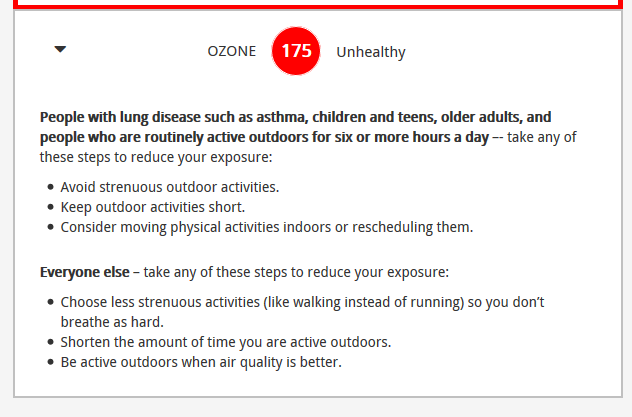 OZONE 175 Unhealthy
People with lung disease such as asthma, children and teens, older adults, and
people who are routinely active outdoors for six or more hours a day –- take any of
these steps to reduce your exposure:
• Avoid strenuous outdoor activities.
• Keep outdoor activities short.
• Consider moving physical activities indoors or rescheduling them.
Everyone else – take any of these steps to reduce your exposure:
• Choose less strenuous activities (like walking instead of running) so you don’t
breathe as hard.
• Shorten the amount of time you are active outdoors.
• Be active outdoors when air quality is better.